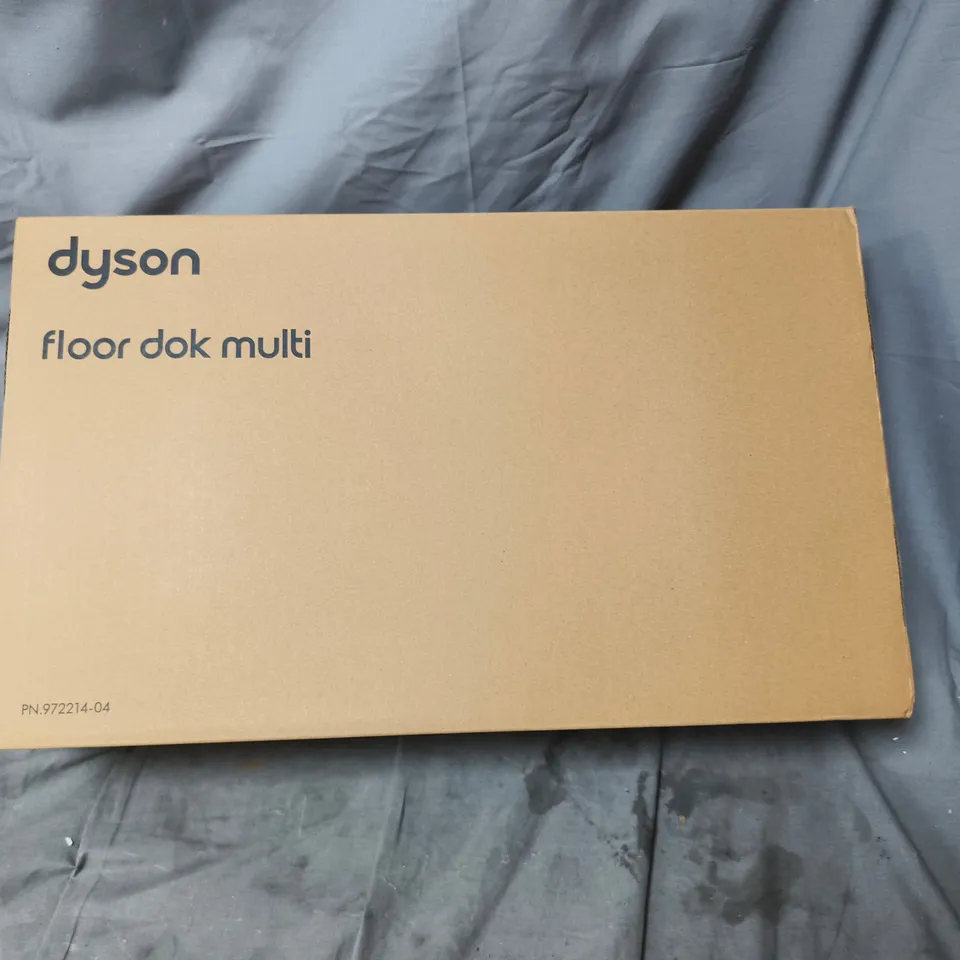 dyson
floor dok multi
PN.972214-04